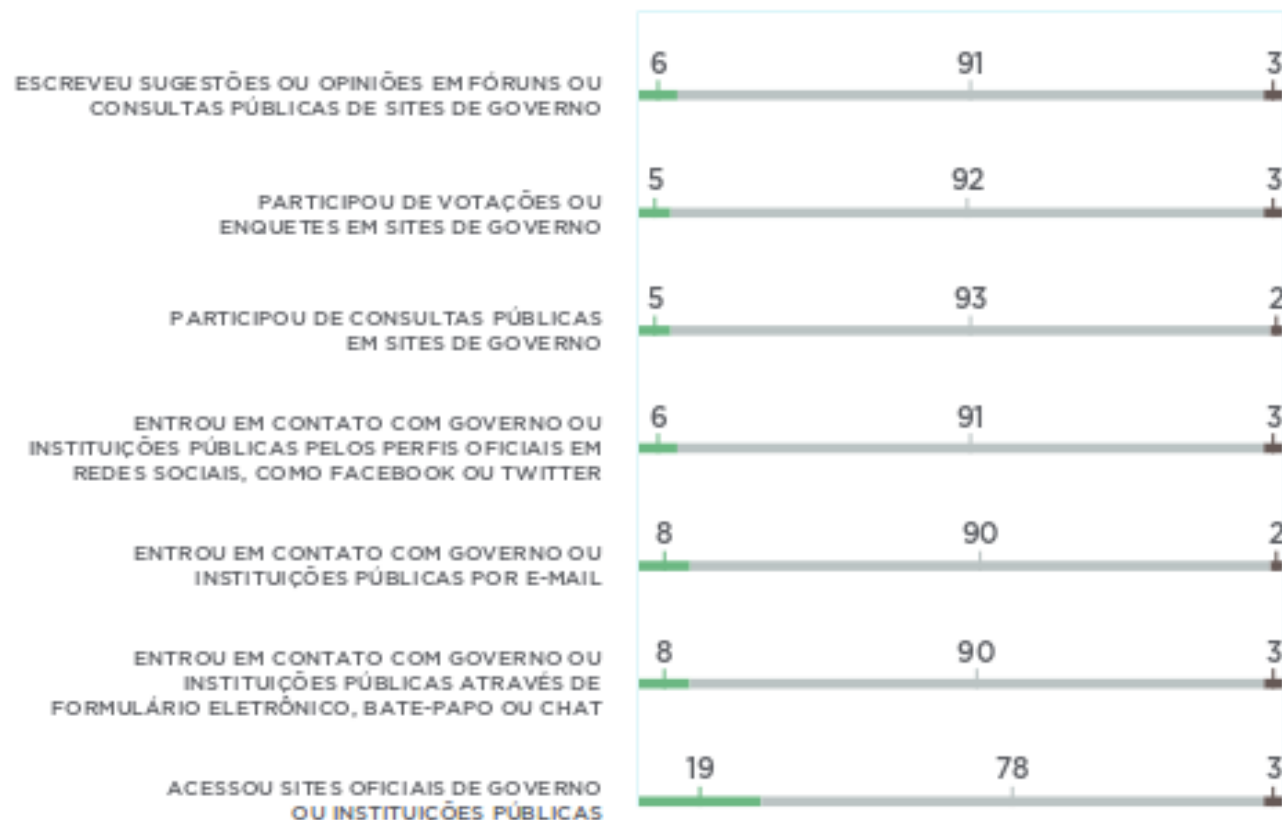 6 91 3
ESCREVEU SUGESTÕES OU OPINIÕES EM FÓRUNS OU
CONSULTAS PÚBLICAS DE SITES DE GOVERNO
5 92 3
PARTICIPOU DE VOTAÇÕES OU
ENQUETES EM SITES DE GOVERNO
5 93 2
PARTICIPOU DE CONSULTAS PÚBLICAS
EM SITES DE GOVERNO
6 91 3
ENTROU EM CONTATO COM GOVERNO OU
INSTITUIÇÕES PÚBLICAS PELOS PERFIS OFICIAIS EM
REDES SOCIAIS, COMO FACEBOOK OU TWITTER
8 90 2
ENTROU EM CONTATO COM GOVERNO OU
INSTITUIÇÕES PÚBLICAS POR E-MAIL
8 90 3
ENTROU EM CONTATO COM GOVERNO OU
INSTITUIÇÕES PÚBLICAS ATRAVÉS DE
FORMULÁRIO ELETRÔNICO, BATE-PAPO OU CHAT
19 78 3
ACESSOU SITES OFICIAIS DE GOVERNO
OU INSTITUIÇÕES PÚBLICAS